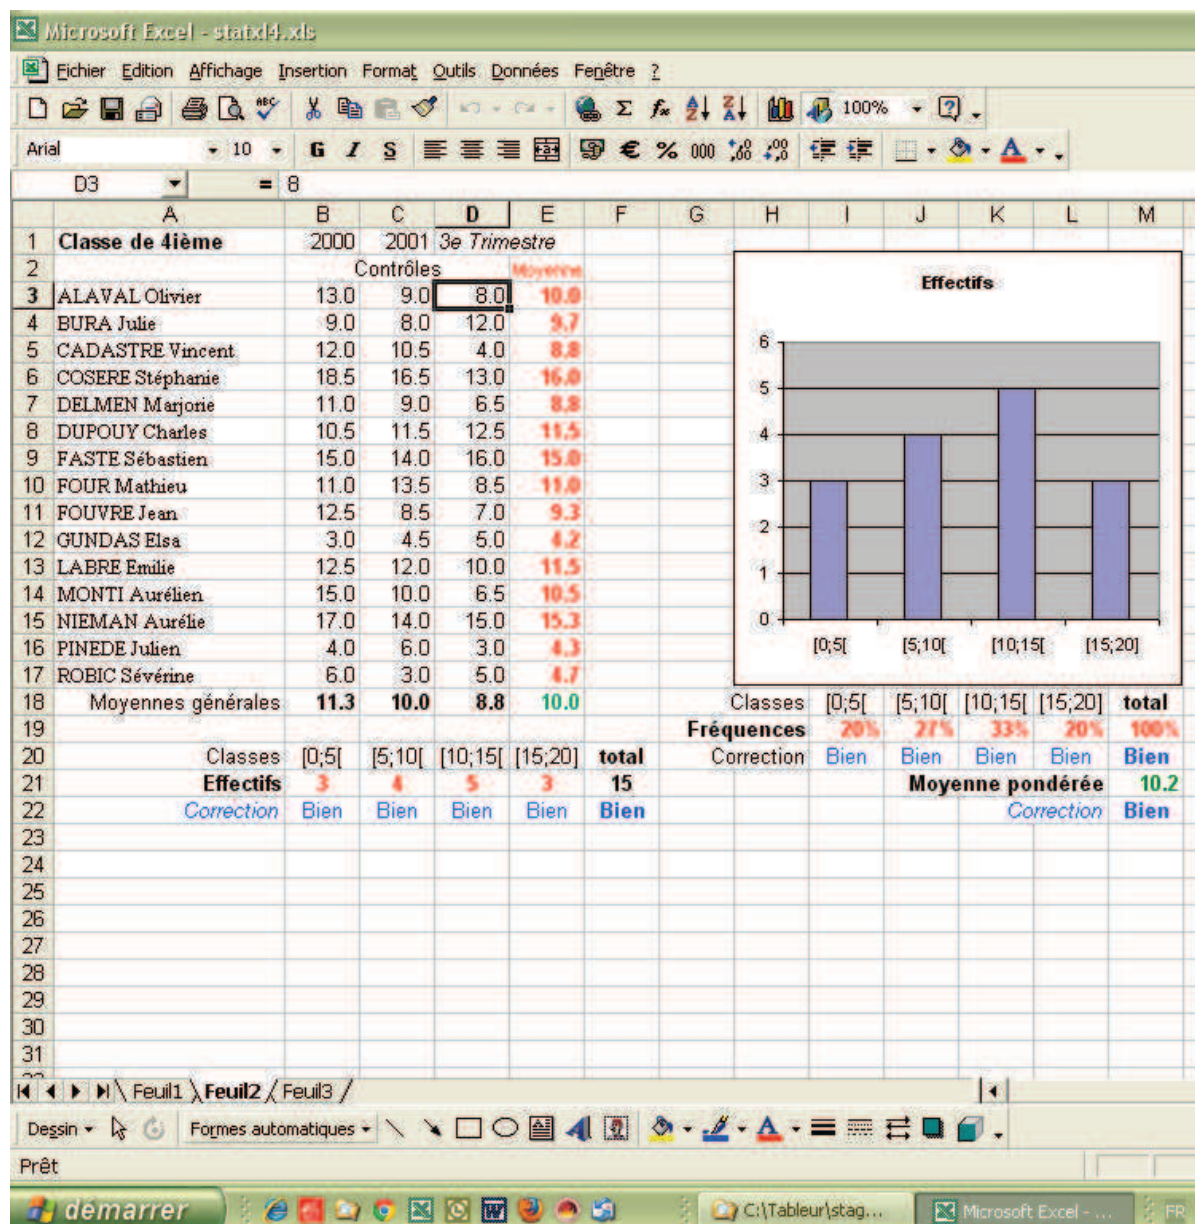 Microsoft Excel - statxl4.xls
Fichier Edition Affichage Insertion Format Outils Données Fenêtre ?
100%
Arial 10 G I S € % 000
D3 = 8
A B C D E F G H I J K L M
1 Classe de 4ième 2000 2001 3e Trimestre
2 Contrôles Moyenne
3 ALAVAL Olivier 13.0 9.0 8.0 10.0
4 BURA Julie 9.0 8.0 12.0 9.7
5 CADASTRE Vincent 12.0 10.5 4.0 8.8
6 COSERE Stéphanie 18.5 16.5 13.0 16.0
7 DELMEN Marjorie 11.0 9.0 6.5 8.8
8 DUPOUY Charles 10.5 11.5 12.5 11.5
9 FASTE Sébastien 15.0 14.0 16.0 15.0
10 FOUR Mathieu 11.0 13.5 8.5 11.0
11 FOUVRE Jean 12.5 8.5 7.0 9.3
12 GUNDAS Elsa 3.0 4.5 5.0 4.2
13 LABRE Emilie 12.5 12.0 10.0 11.5
14 MONTI Aurélien 15.0 10.0 6.5 10.5
15 NIEMAN Aurélie 17.0 14.0 15.0 15.3
16 PINEDE Julien 4.0 6.0 3.0 4.3
17 ROBIC Sévérine 6.0 3.0 5.0 4.7
Effectifs
6
5
4
3
2
1
0
[0;5[ [5;10[ [10;15[ [15;20]
18 Moyennes générales 11.3 10.0 8.8 10.0 Classes [0;5[ [5;10[ [10;15[ [15;20] total
19 Fréquences 20% 27% 33% 20% 100%
20 Classes [0;5[ [5;10[ [10;15[ [15;20] total Correction Bien Bien Bien Bien Bien
21 Effectifs 3 4 5 3 15 Moyenne pondérée 10.2
22 Correction Bien Bien Bien Bien Bien Correction Bien
23
24
25
26
27
28
29
30
31
Feuil1 Feuil2 Feuil3
Dessin Formes automatiques
Prêt
démarrer C:\Tableur\stag... Microsoft Excel - ... FR